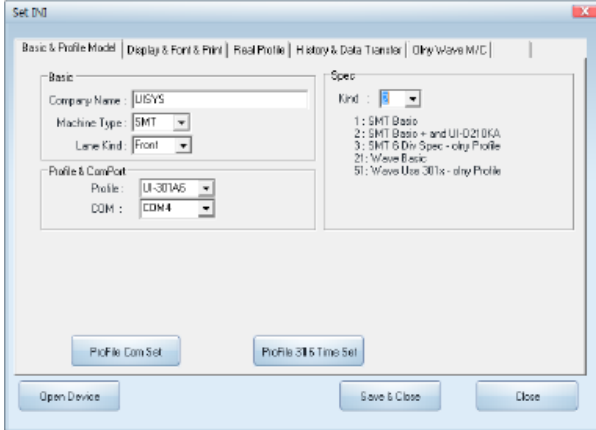 Set INI
Basic & Profile Model
Display & Font & Print
Real Profile
History & Data Transfer
Olny Wave M/C
Basic
Company Name : UISYS
Machine Type : SMT
Lane Kind : Front
Profile & ComPort
Profile : UI-301A6
COM : COM4
Spec
Kind : 2
1 : SMT Basic
2 : SMT Basic + and UI-O210KA
3 : SMT 6 Div Spec - olny Profile
21 : Wave Basic
51 : Wave Use 301x - olny Profile
ProFile Com Set
ProFile 3116 Time Set
Open Device
Save & Close
Close